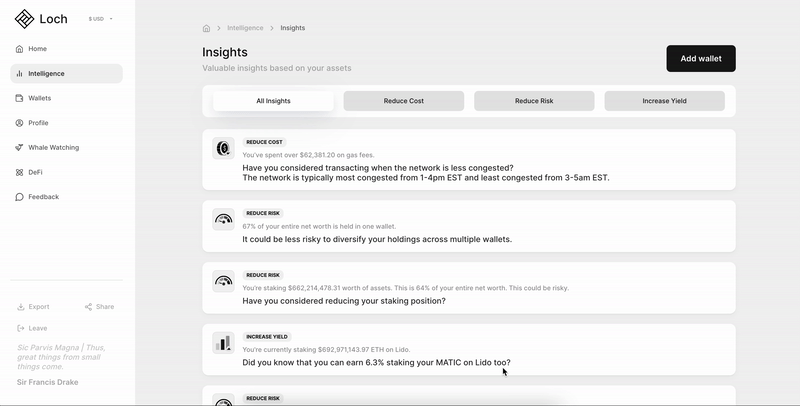 Loch
$ USD
Home
Intelligence
Wallets
Profile
Whale Watching
DeFi
Feedback
Export
Share
Leave
Sic Parvis Magna | Thus,
great things from small
things come.
Sir Francis Drake
Intelligence
Insights
Insights
Valuable insights based on your assets
Add wallet
All Insights
Reduce Cost
Reduce Risk
Increase Yield
REDUCE COST
You've spent over $62,381.20 on gas fees.
Have you considered transacting when the network is less congested?
The network is typically most congested from 1-4pm EST and least congested from 3-5am EST.
REDUCE RISK
67% of your entire net worth is held in one wallet.
It could be less risky to diversify your holdings across multiple wallets.
REDUCE RISK
You're staking $662,214,478.31 worth of assets. This is 64% of your entire net worth. This could be risky.
Have you considered reducing your staking position?
INCREASE YIELD
You're currently staking $692,971,143.97 ETH on Lido.
Did you know that you can earn 6.3% staking your MATIC on Lido too?
REDUCE RISK